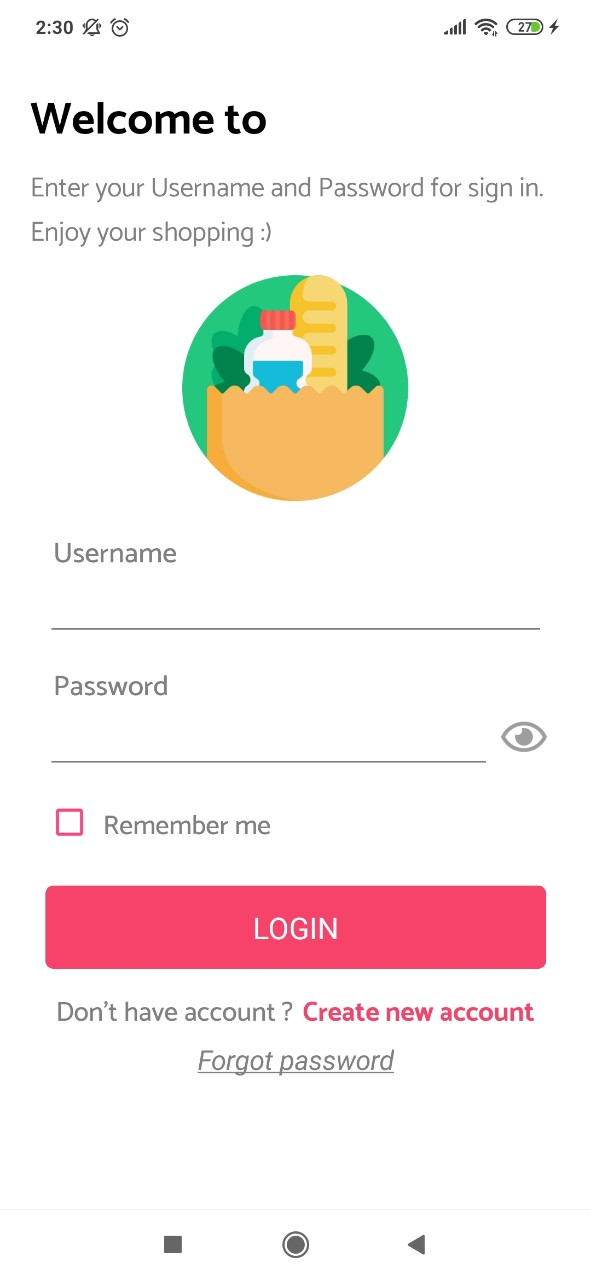 2:30
27
Welcome to
Enter your Username and Password for sign in.
Enjoy your shopping :)
Username
Password
Remember me
LOGIN
Don't have account ? Create new account
Forgot password